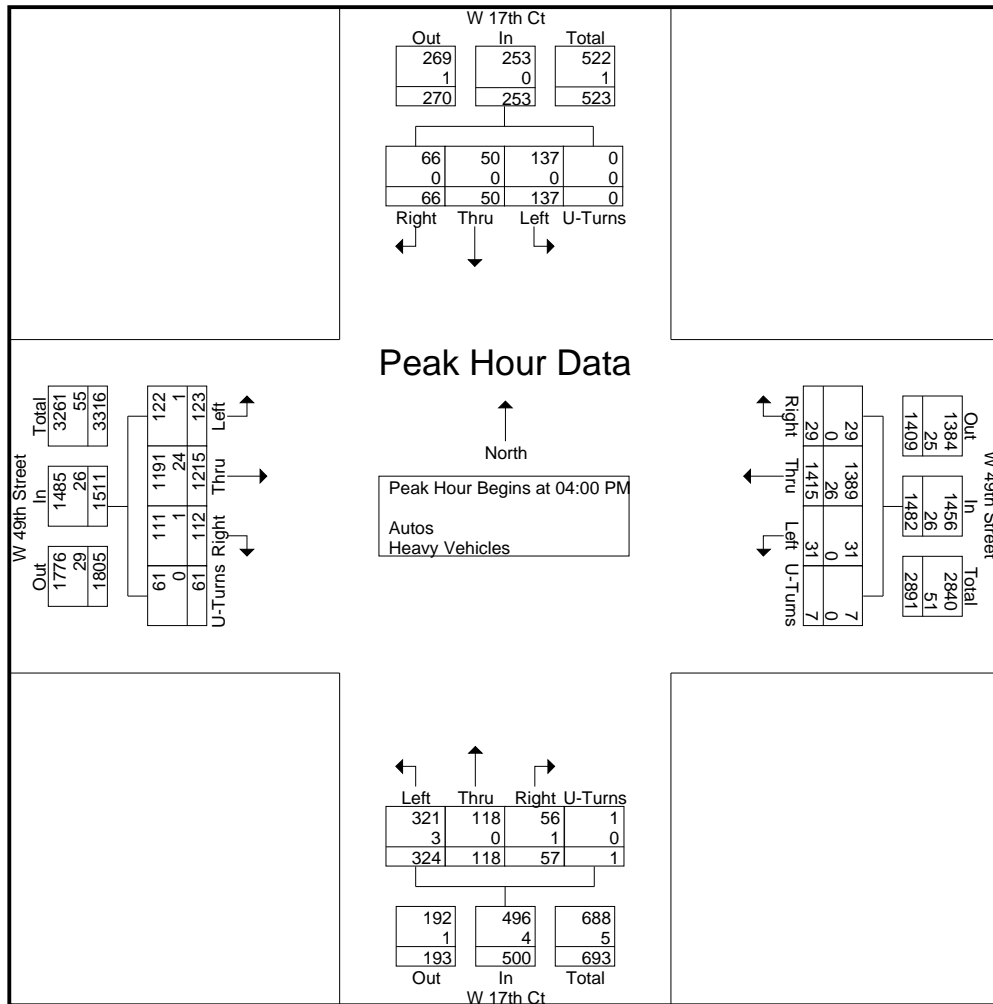 W 17th Ct
Out In Total
269 253 522
1 0 1
270 253 523
66 50 137 0
0 0 0 0
66 50 137 0
Right Thru Left U-Turns
Peak Hour Data
North
Peak Hour Begins at 04:00 PM
Autos
Heavy Vehicles
W 49th Street
Out In Total
1776 1485 3261
29 26 55
1805 1511 3316
61 111 1191 122
0 1 24 1
61 112 1215 123
U-Turns Right Thru Left
W 49th Street
Out In Total
1384 1456 2840
25 26 51
1409 1482 2891
29 1389 31 7
0 26 0 0
29 1415 31 7
Right Thru Left U-Turns
Left Thru Right U-Turns
321 118 56 1
3 0 1 0
324 118 57 1
192 496 688
1 4 5
193 500 693
Out In Total
W 17th Ct